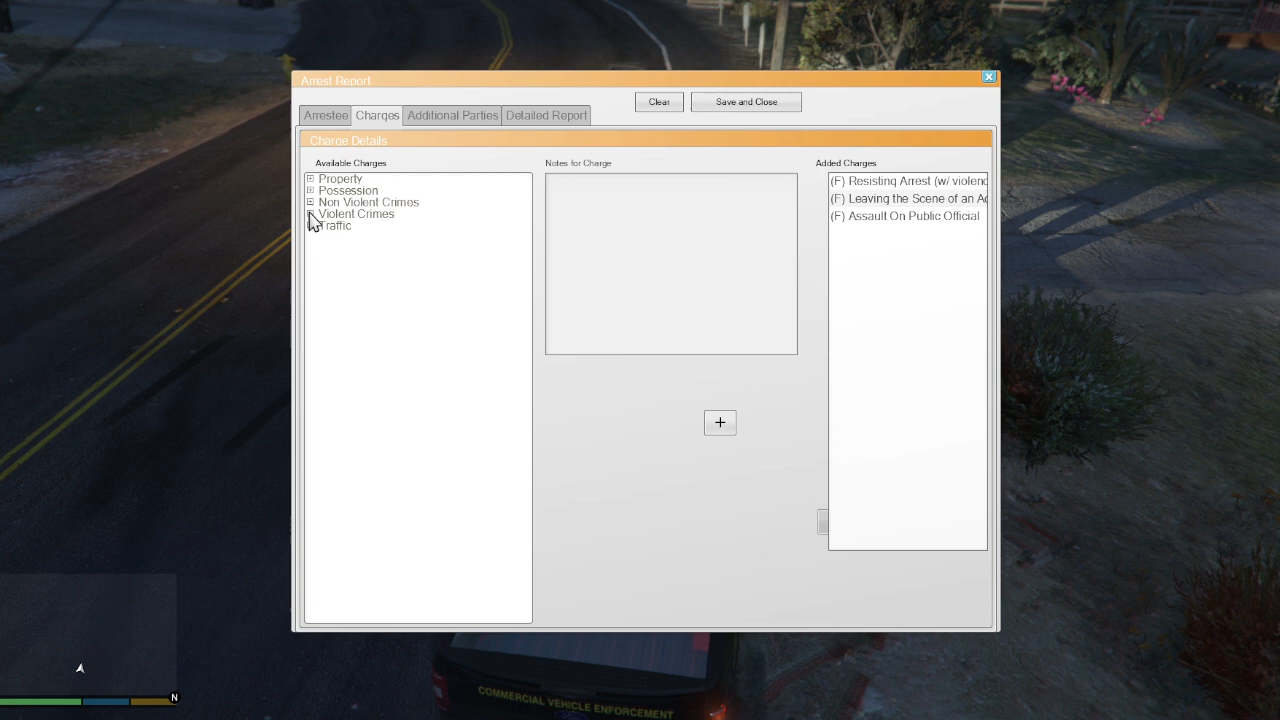 Arrest Report
Clear
Save and Close
Arrestee
Charges
Additional Parties
Detailed Report
Charge Details
Available Charges
Notes for Charge
Added Charges
Property
Possession
Non Violent Crimes
Violent Crimes
Traffic
(F) Resisting Arrest (w/ violenc
(F) Leaving the Scene of an Ac
(F) Assault On Public Official
+
N
COMMERCIAL VEHICLE ENFORCEMENT